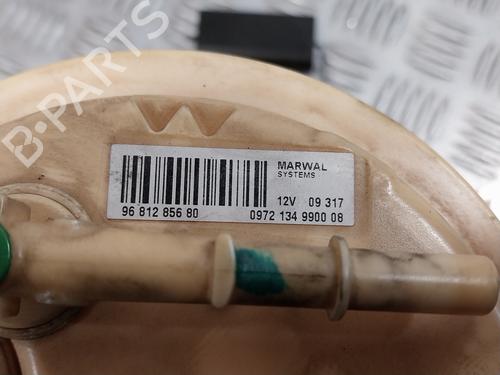 B-PARTS
MARWAL
SYSTEMS
12V 09 317
96 812 856 80
0972 134 9900 08